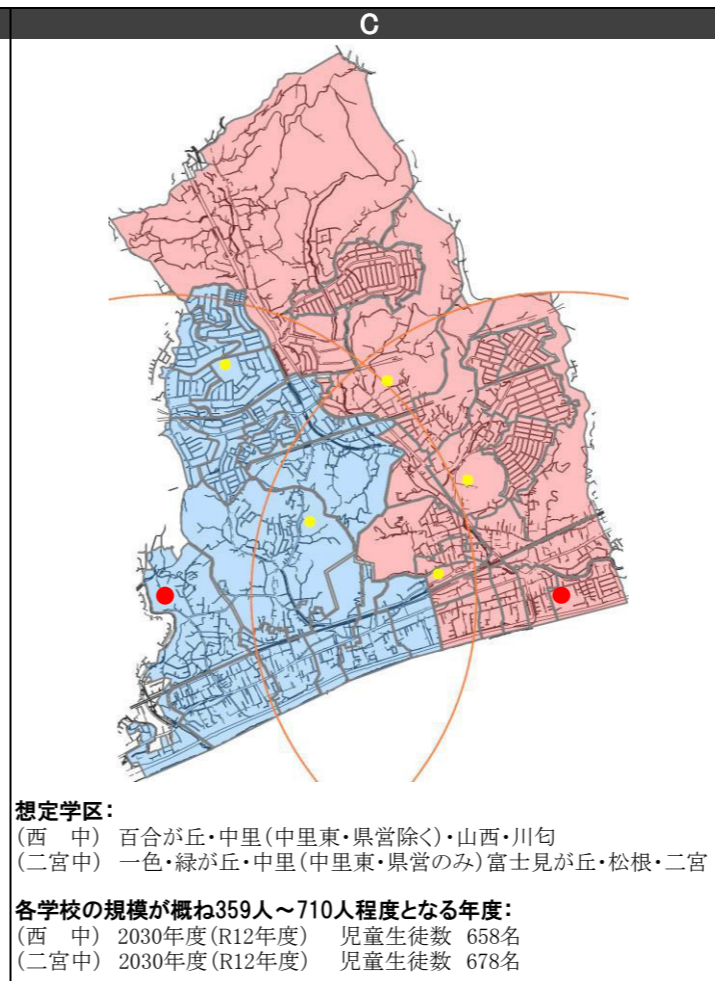 C
想定学区：
(西　中)　百合が丘・中里(中里東・県営除く)・山西・川匂
(二宮中)　一色・緑が丘・中里(中里東・県営のみ)富士見が丘・松根・二宮
各学校の規模が概ね359人～710人程度となる年度：
(西　中)　2030年度(R12年度)　児童生徒数　658名
(二宮中)　2030年度(R12年度)　児童生徒数　678名